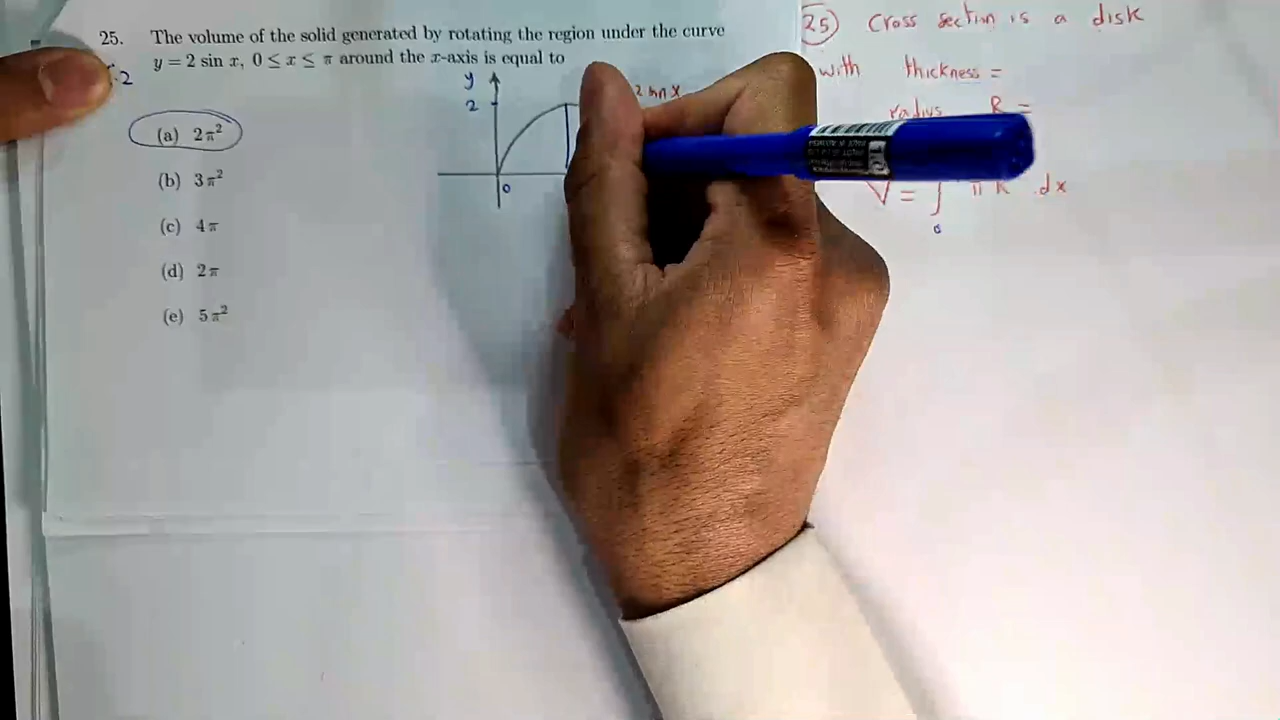 25. The volume of the solid generated by rotating the region under the curve
y = 2 sin x, 0 ≤ x ≤ π around the x-axis is equal to
(a) 2π²
(b) 3π²
(c) 4π
(d) 2π
(e) 5π²
y
2
0
25) Cross section is a disk
with thickness =
radius R =
V = ∫ π R dx
0